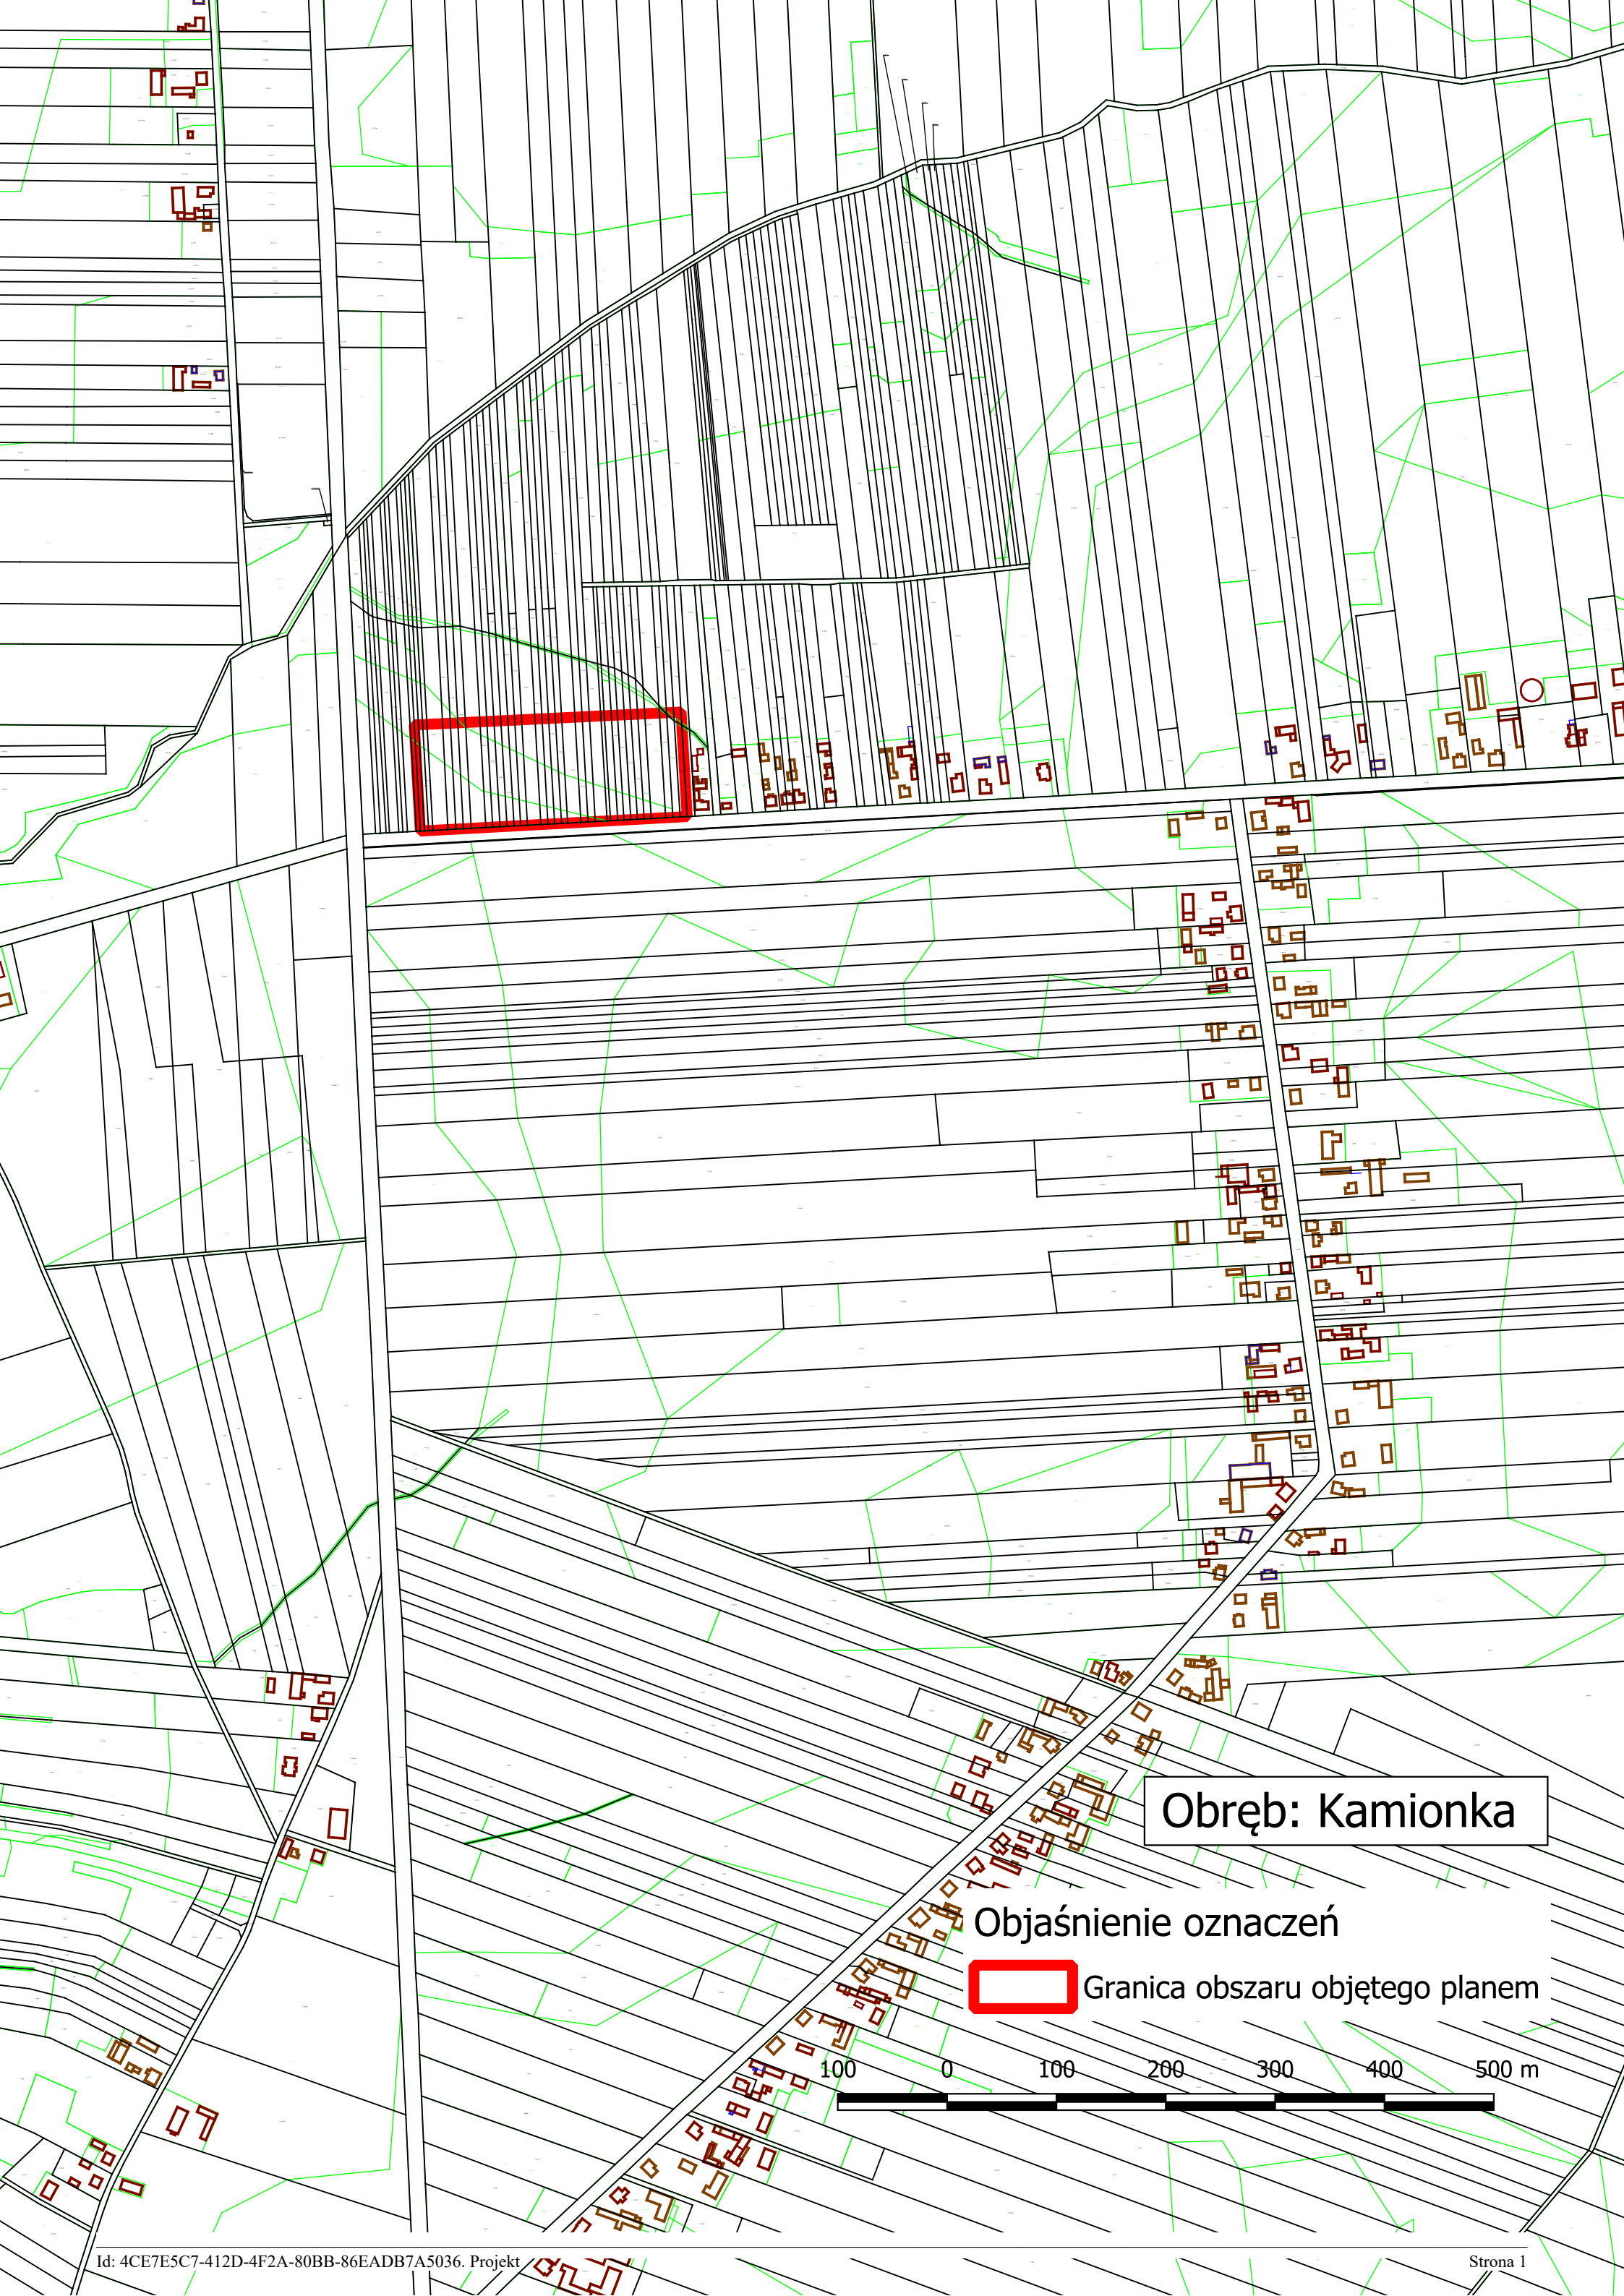 Obręb: Kamionka
Objaśnienie oznaczeń
Granica obszaru objętego planem
100 0 100 200 300 400 500 m
Id: 4CE7E5C7-412D-4F2A-80BB-86EADB7A5036. Projekt Strona 1